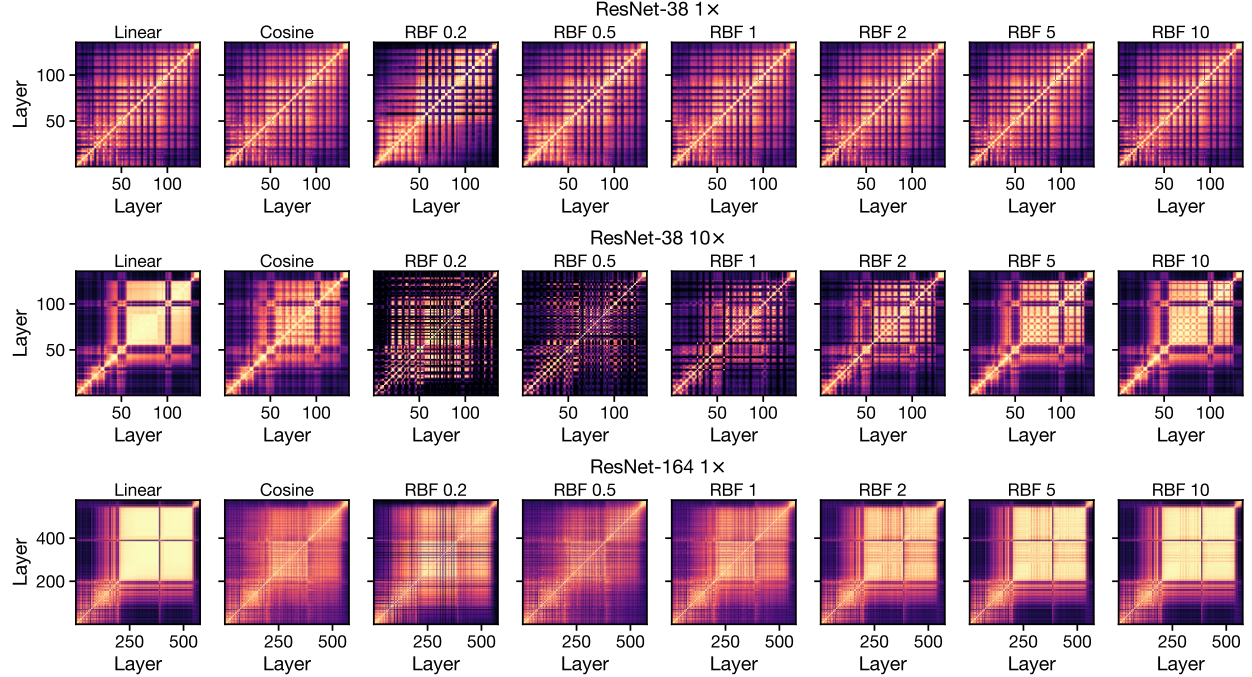 ResNet-38 1×
Linear Cosine RBF 0.2 RBF 0.5 RBF 1 RBF 2 RBF 5 RBF 10
Layer
100
50
50 100 50 100 50 100 50 100 50 100 50 100 50 100 50 100
Layer Layer Layer Layer Layer Layer Layer Layer
ResNet-38 10×
Linear Cosine RBF 0.2 RBF 0.5 RBF 1 RBF 2 RBF 5 RBF 10
Layer
100
50
50 100 50 100 50 100 50 100 50 100 50 100 50 100 50 100
Layer Layer Layer Layer Layer Layer Layer Layer
ResNet-164 1×
Linear Cosine RBF 0.2 RBF 0.5 RBF 1 RBF 2 RBF 5 RBF 10
Layer
400
200
250 500 250 500 250 500 250 500 250 500 250 500 250 500 250 500
Layer Layer Layer Layer Layer Layer Layer Layer